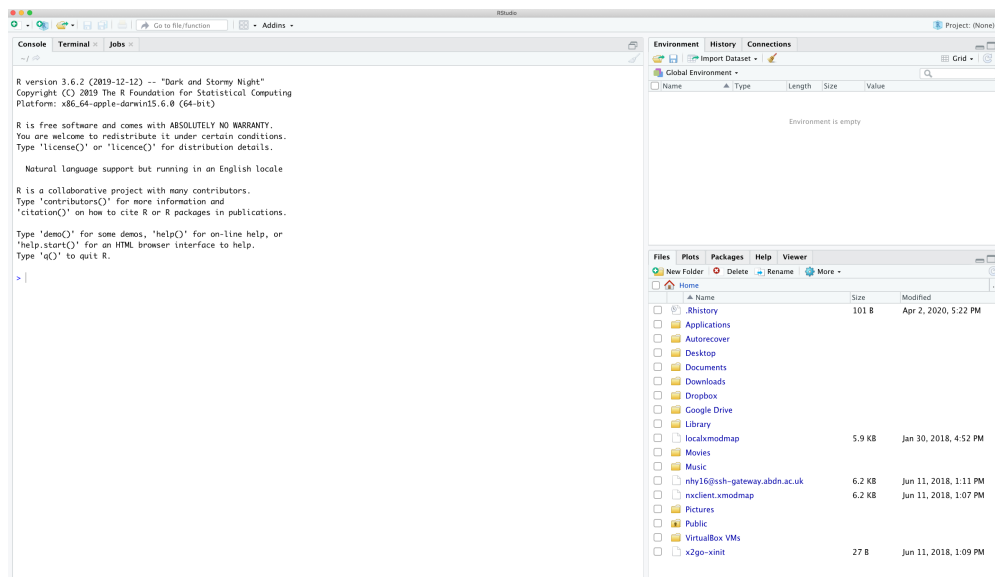 RStudio
Go to file/function
Addins
Project: (None)
Console Terminal Jobs
~/
R version 3.6.2 (2019-12-12) -- "Dark and Stormy Night"
Copyright (C) 2019 The R Foundation for Statistical Computing
Platform: x86_64-apple-darwin15.6.0 (64-bit)
R is free software and comes with ABSOLUTELY NO WARRANTY.
You are welcome to redistribute it under certain conditions.
Type 'license()' or 'licence()' for distribution details.
Natural language support but running in an English locale
R is a collaborative project with many contributors.
Type 'contributors()' for more information and
'citation()' on how to cite R or R packages in publications.
Type 'demo()' for some demos, 'help()' for on-line help, or
'help.start()' for an HTML browser interface to help.
Type 'q()' to quit R.
>
Environment History Connections
Import Dataset
Grid
Global Environment
Name Type Length Size Value
Environment is empty
Files Plots Packages Help Viewer
New Folder Delete Rename More
Home
Name Size Modified
.Rhistory 101 B Apr 2, 2020, 5:22 PM
Applications
Autorecover
Desktop
Documents
Downloads
Dropbox
Google Drive
Library
localxmodmap 5.9 KB Jan 30, 2018, 4:52 PM
Movies
Music
nhy16@ssh-gateway.abdn.ac.uk 6.2 KB Jun 11, 2018, 1:11 PM
nxclient.xmodmap 6.2 KB Jun 11, 2018, 1:07 PM
Pictures
Public
VirtualBox VMs
x2go-xinit 27 B Jun 11, 2018, 1:09 PM